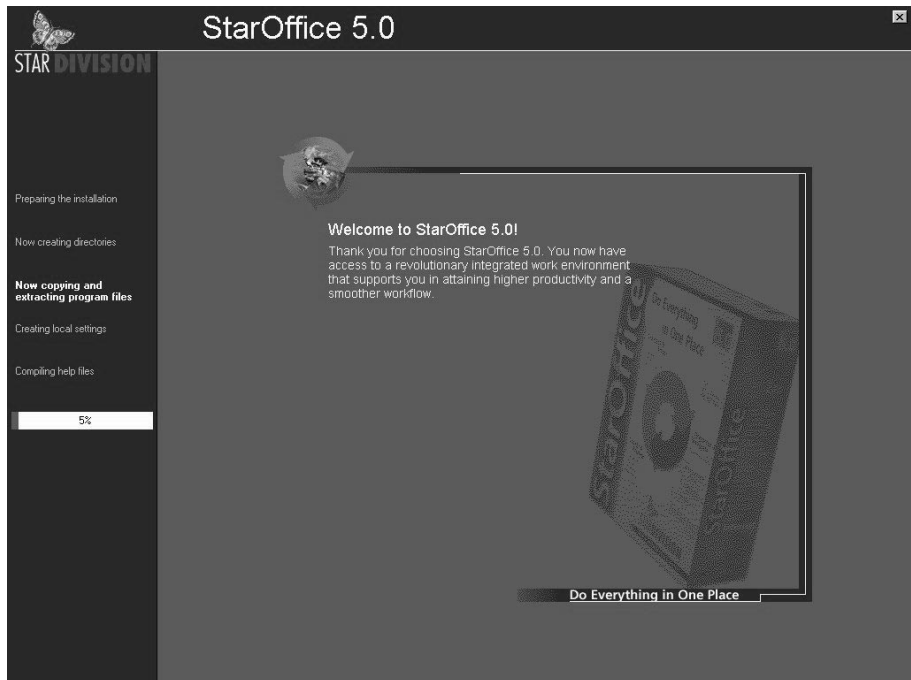 StarOffice 5.0
STAR DIVISION
Preparing the installation
Now creating directories
Now copying and
extracting program files
Creating local settings
Compiling help files
5%
Welcome to StarOffice 5.0!
Thank you for choosing StarOffice 5.0. You now have
access to a revolutionary integrated work environment
that supports you in attaining higher productivity and a
smoother workflow.
Do Everything
in One Place
StarOffice
StarOffice
Do Everything in One Place